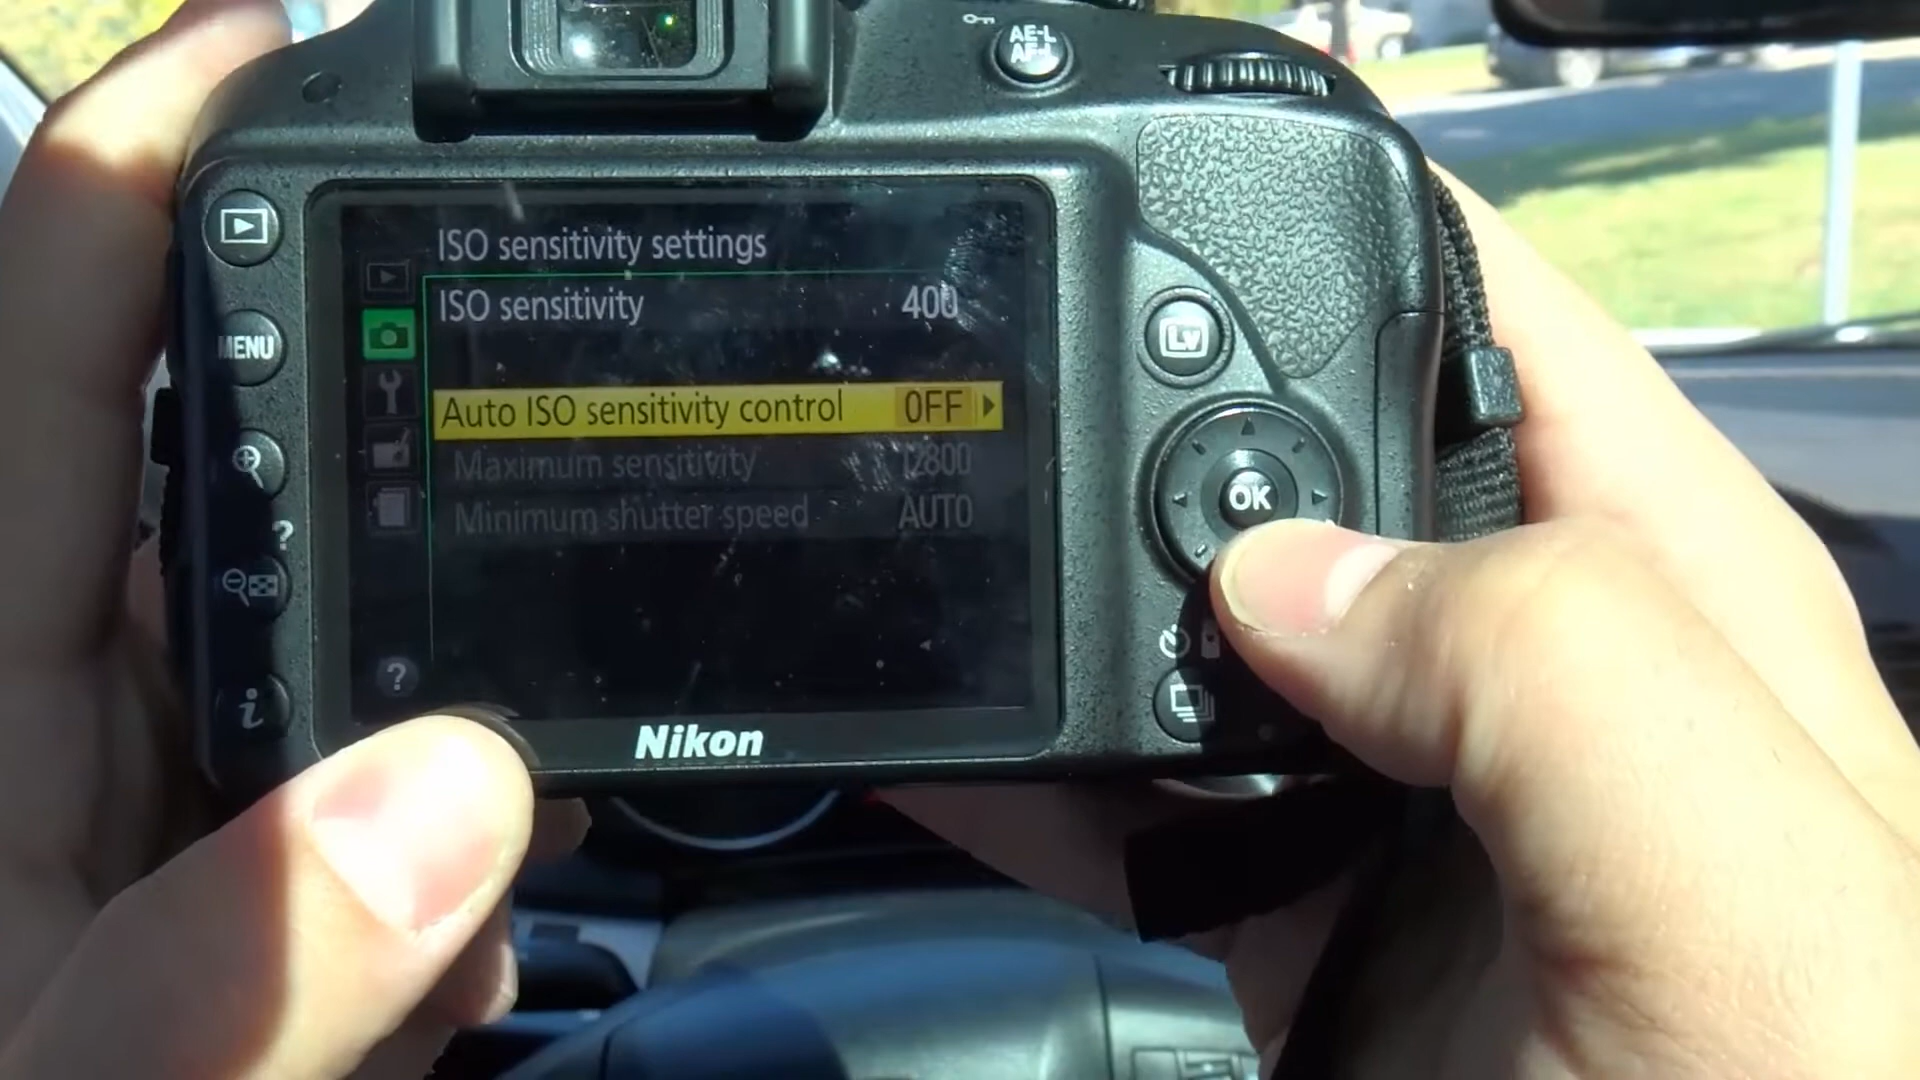 AE-L
AF-L
ISO sensitivity settings
ISO sensitivity 400
MENU
Lv
Auto ISO sensitivity control OFF
Maximum sensitivity 12800
OK
Minimum shutter speed AUTO
?
?
i
Nikon